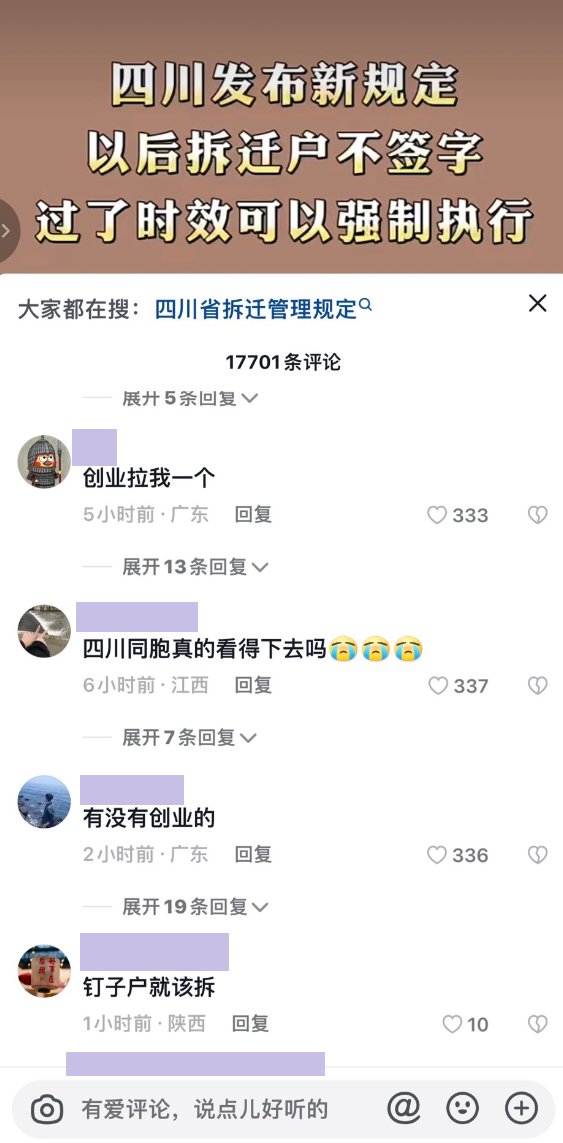 四川发布新规定
以后拆迁户不签字
过了时效可以强制执行
大家都在搜：四川省拆迁管理规定
17701条评论
展开5条回复
创业拉我一个
5小时前·广东 回复 333
展开13条回复
四川同胞真的看得下去吗😭😭😭
6小时前·江西 回复 337
展开7条回复
有没有创业的
2小时前·广东 回复 336
展开19条回复
钉子户就该拆
1小时前·陕西 回复 10
有爱评论，说点儿好听的